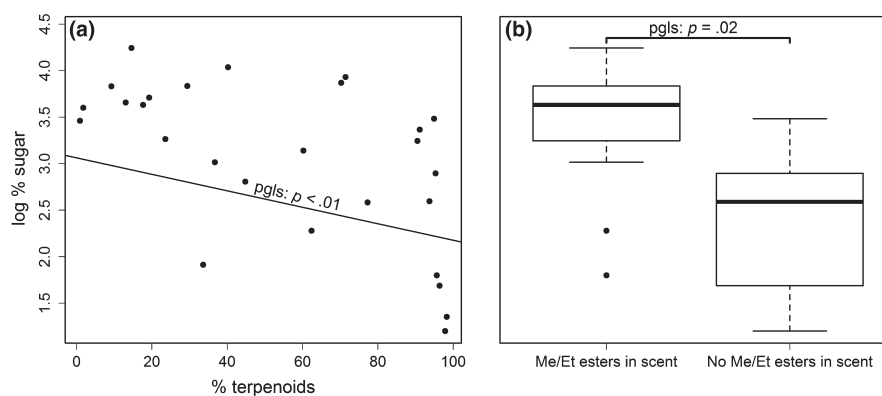 (a)
log % sugar
4.5
4.0
3.5
3.0
2.5
2.0
1.5
pgls: p < .01
0 20 40 60 80 100
% terpenoids
(b)
pgls: p = .02
Me/Et esters in scent No Me/Et esters in scent